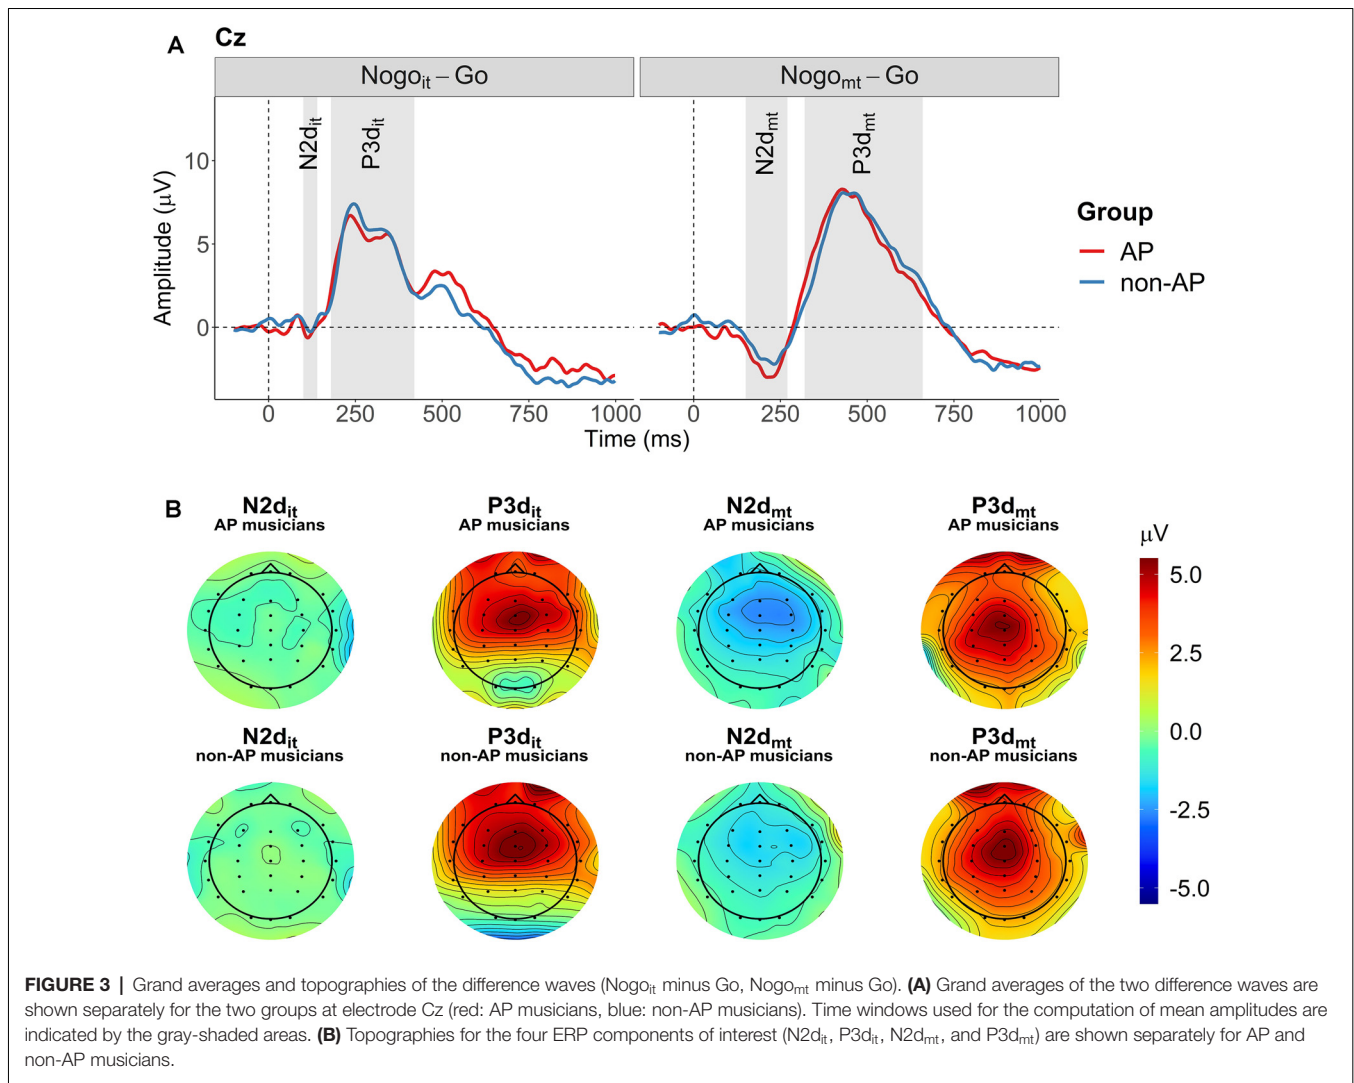 A Cz
Nogoit – Go Nogomt – Go
N2dit P3dit N2dmt P3dmt
Amplitude (μV)
10
5
0
0 250 500 750 1000 0 250 500 750 1000
Time (ms)
Group
AP
non-AP
B
N2dit P3dit N2dmt P3dmt
AP musicians AP musicians AP musicians AP musicians
N2dit P3dit N2dmt P3dmt
non-AP musicians non-AP musicians non-AP musicians non-AP musicians
μV
5.0
2.5
0.0
-2.5
-5.0
FIGURE 3 | Grand averages and topographies of the difference waves (Nogoit minus Go, Nogomt minus Go). (A) Grand averages of the two difference waves are
shown separately for the two groups at electrode Cz (red: AP musicians, blue: non-AP musicians). Time windows used for the computation of mean amplitudes are
indicated by the gray-shaded areas. (B) Topographies for the four ERP components of interest (N2dit, P3dit, N2dmt, and P3dmt) are shown separately for AP and
non-AP musicians.